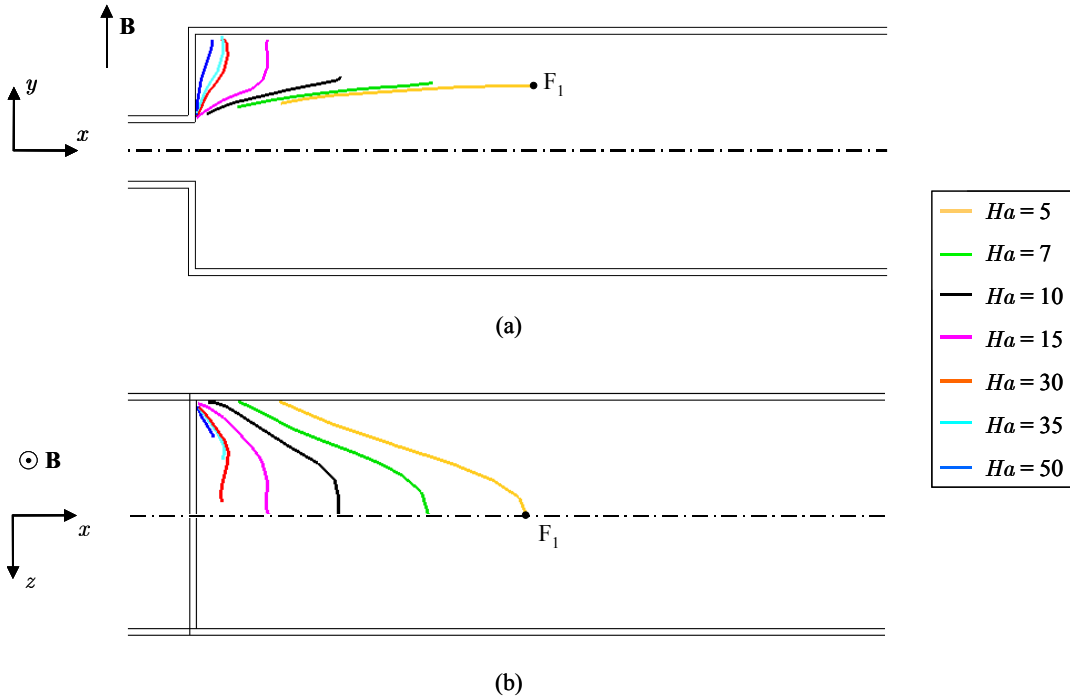 B
y
x
F1
(a)
B
x
z
F1
(b)
Ha = 5
Ha = 7
Ha = 10
Ha = 15
Ha = 30
Ha = 35
Ha = 50